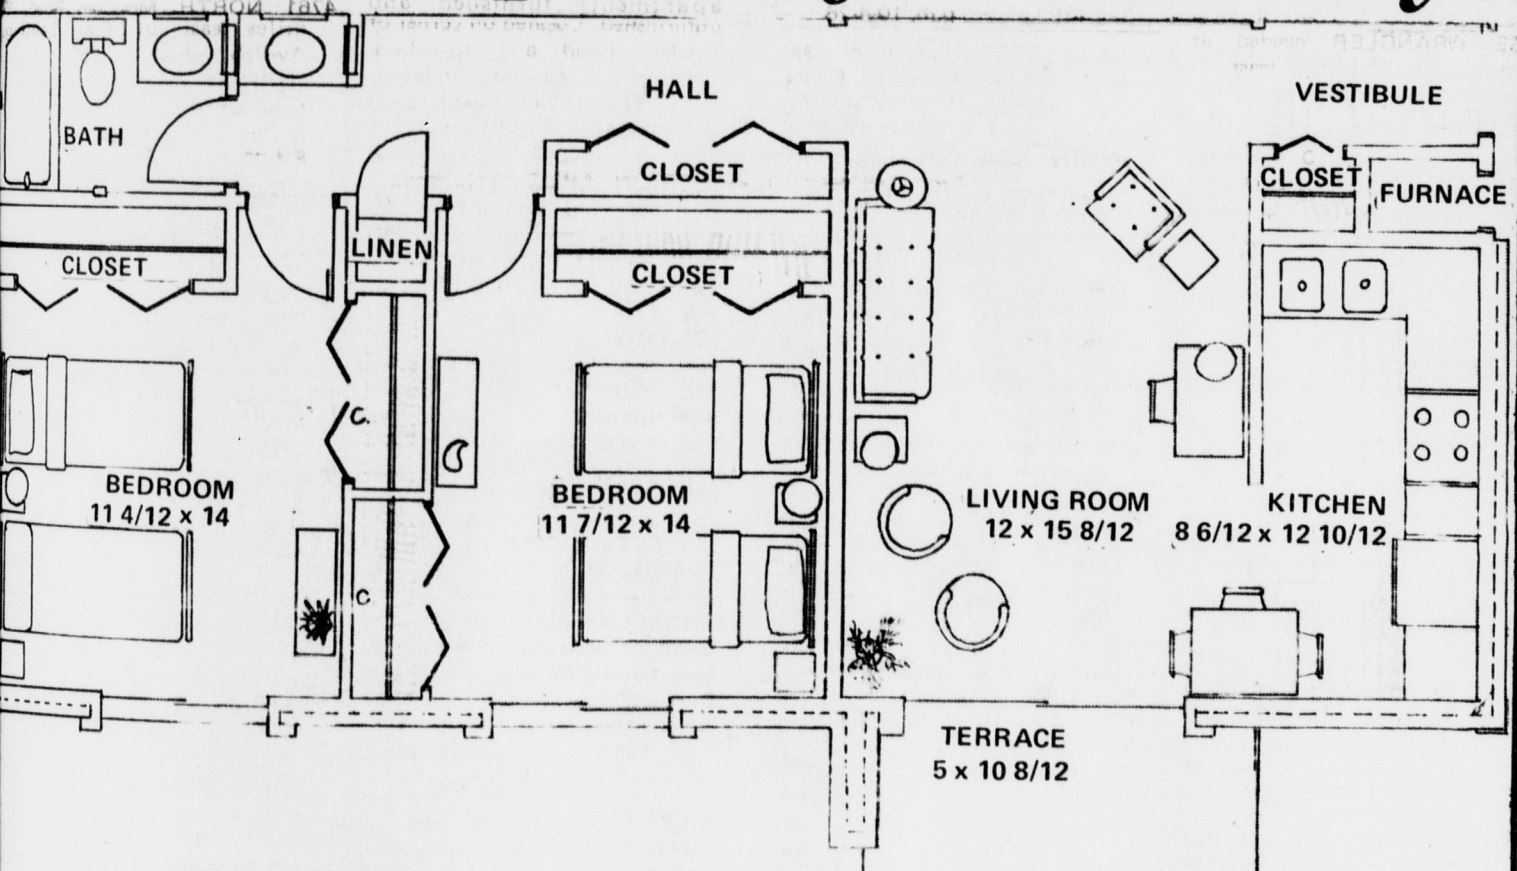 HALL
VESTIBULE
BATH
CLOSET
CLOSET
FURNACE
LINEN
CLOSET
CLOSET
C.
BEDROOM
11 4/12 x 14
BEDROOM
11 7/12 x 14
LIVING ROOM
12 x 15 8/12
KITCHEN
8 6/12 x 12 10/12
C.
TERRACE
5 x 10 8/12